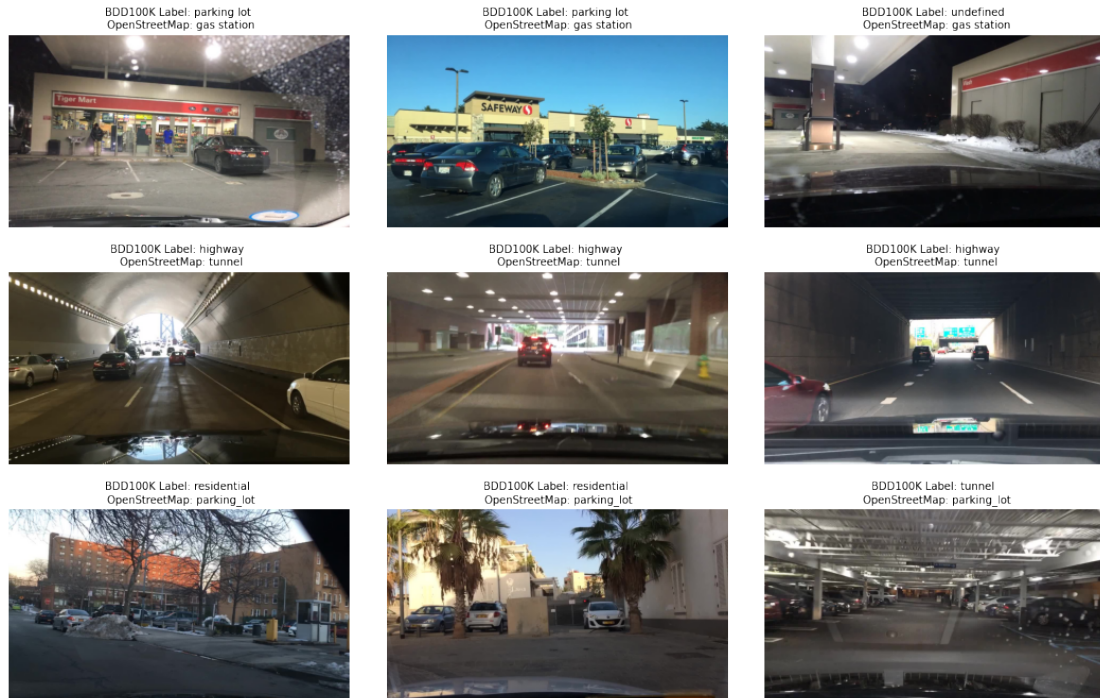 BDD100K Label: parking lot
OpenStreetMap: gas station
BDD100K Label: parking lot
OpenStreetMap: gas station
BDD100K Label: undefined
OpenStreetMap: gas station
Tiger Mart
SAFEWAY
BDD100K Label: highway
OpenStreetMap: tunnel
BDD100K Label: highway
OpenStreetMap: tunnel
BDD100K Label: highway
OpenStreetMap: tunnel
BDD100K Label: residential
OpenStreetMap: parking_lot
BDD100K Label: residential
OpenStreetMap: parking_lot
BDD100K Label: tunnel
OpenStreetMap: parking_lot